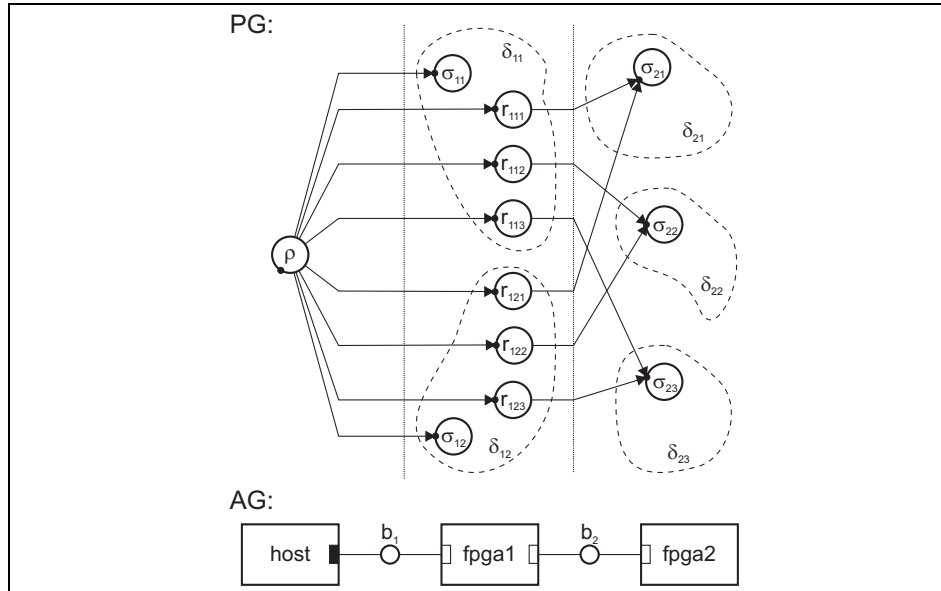 PG:
δ₁₁
σ₁₁
σ₂₁
r₁₁₁
δ₂₁
r₁₁₂
r₁₁₃
σ₂₂
ρ
r₁₂₁
δ₂₂
r₁₂₂
σ₂₃
r₁₂₃
σ₁₂
δ₁₂
δ₂₃
AG:
b₁ b₂
host fpga1 fpga2